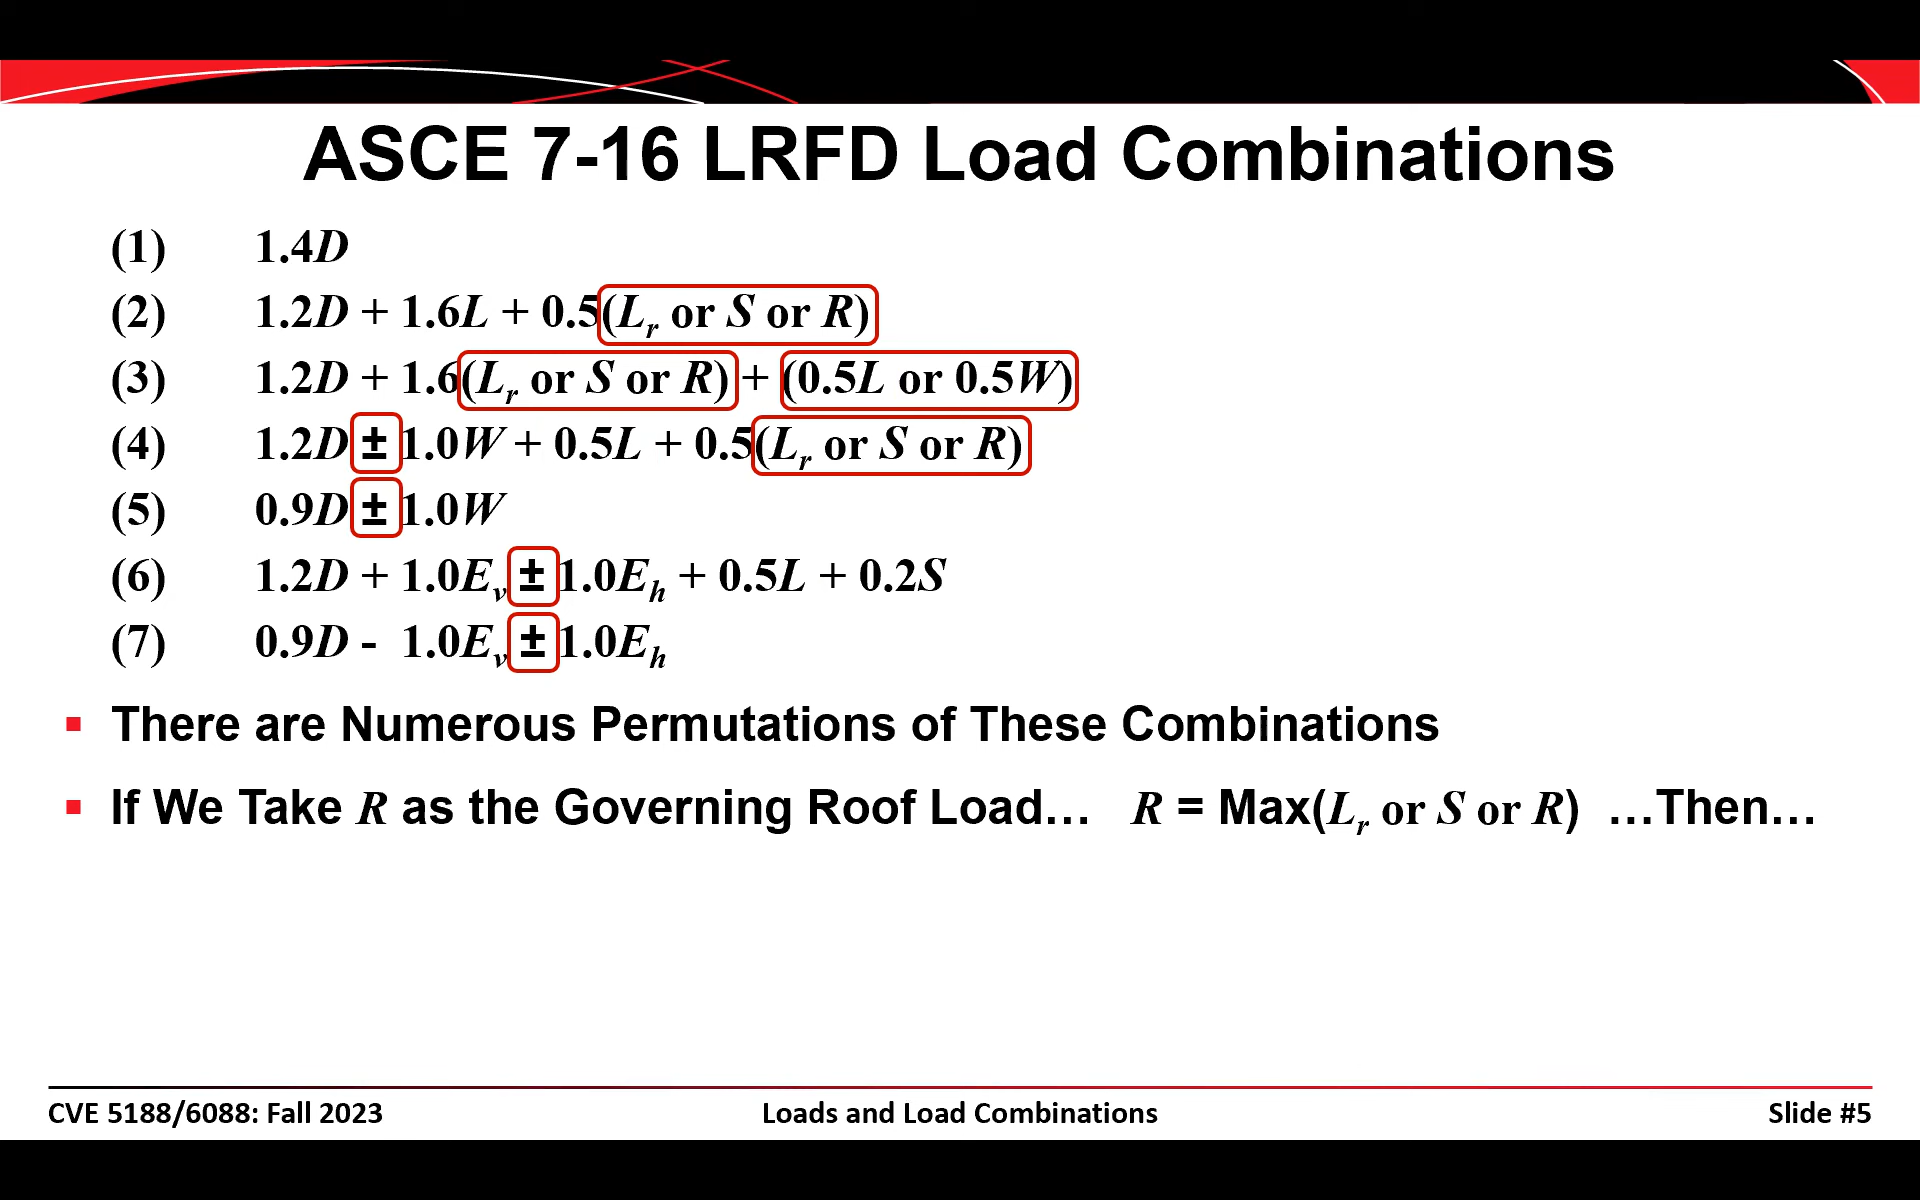 ASCE 7-16 LRFD Load Combinations
(1) 1.4D
(2) 1.2D + 1.6L + 0.5(Lr or S or R)
(3) 1.2D + 1.6(Lr or S or R) + (0.5L or 0.5W)
(4) 1.2D ± 1.0W + 0.5L + 0.5(Lr or S or R)
(5) 0.9D ± 1.0W
(6) 1.2D + 1.0Ev ± 1.0Eh + 0.5L + 0.2S
(7) 0.9D - 1.0Ev ± 1.0Eh
▪ There are Numerous Permutations of These Combinations
▪ If We Take R as the Governing Roof Load… R = Max(Lr or S or R) …Then…
CVE 5188/6088: Fall 2023 Loads and Load Combinations Slide #5